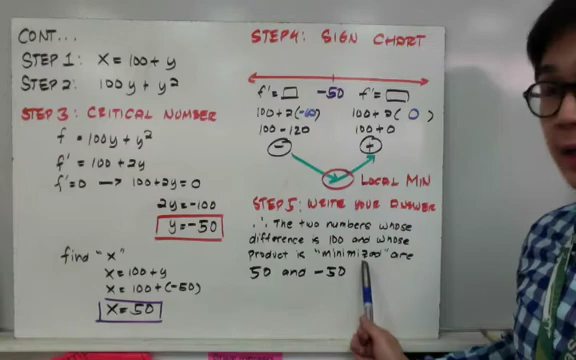 CONT...
STEP 1: X = 100 + y
STEP 2: 100y + y²
STEP 3: CRITICAL NUMBER
f = 100y + y²
f' = 100 + 2y
f' = 0 → 100 + 2y = 0
2y = -100
y = -50
find "x"
x = 100 + y
x = 100 + (-50)
x = 50
STEP 4: SIGN CHART
f' = □ -50 f' = □
100 + 2(-60) 100 + 2( 0 )
100 - 120 100 + 0
- +
LOCAL MIN
STEP 5: WRITE YOUR ANSWER
∴ The two numbers whose
difference is 100 and whose
product is "minimized" are
50 and -50